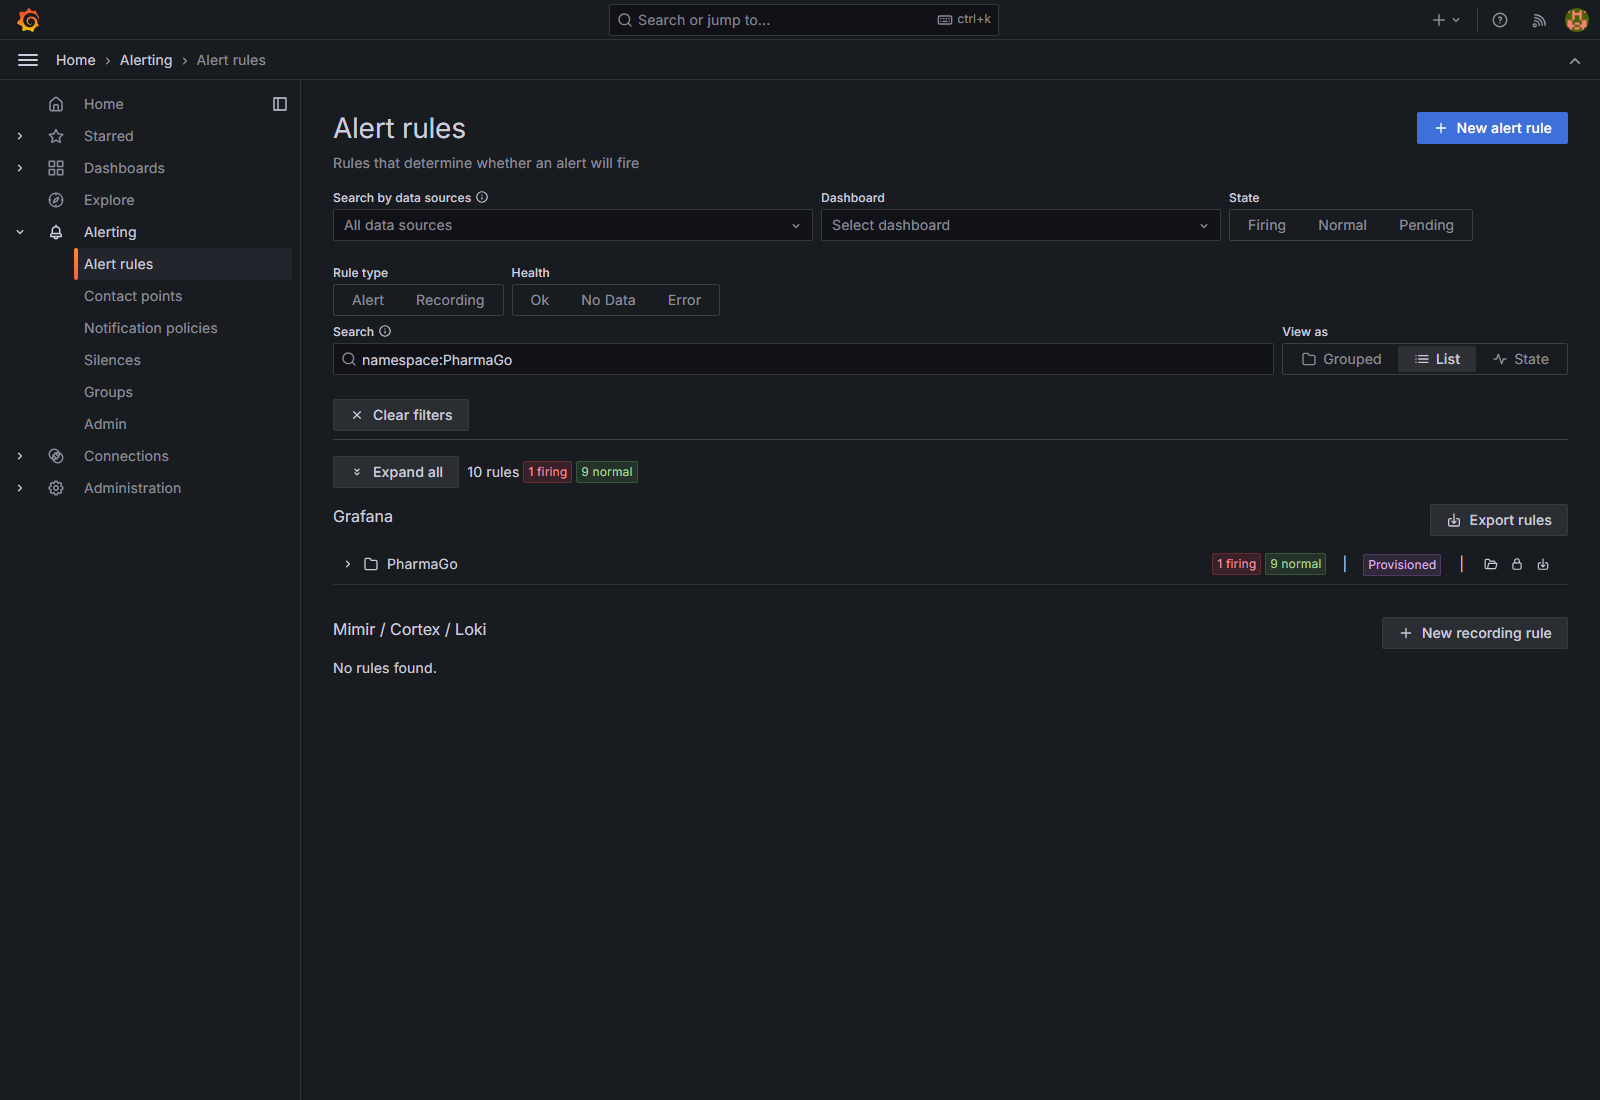 Search or jump to...
ctrl+k
Home › Alerting › Alert rules
Home
Starred
Dashboards
Explore
Alerting
Alert rules
Contact points
Notification policies
Silences
Groups
Admin
Connections
Administration
Alert rules
New alert rule
Rules that determine whether an alert will fire
Search by data sources
Dashboard
State
All data sources
Select dashboard
Firing Normal Pending
Rule type
Health
Alert Recording
Ok No Data Error
Search
View as
namespace:PharmaGo
Grouped List State
Clear filters
Expand all 10 rules 1 firing 9 normal
Grafana
Export rules
PharmaGo
1 firing 9 normal
Provisioned
Mimir / Cortex / Loki
New recording rule
No rules found.